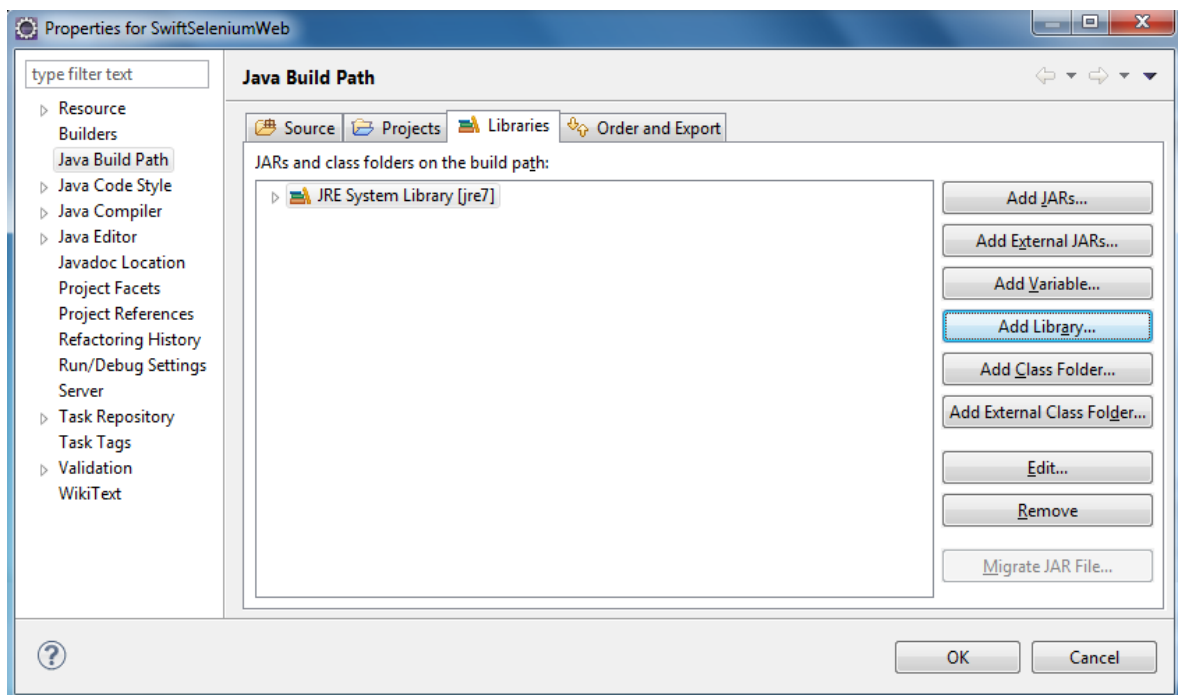 Properties for SwiftSeleniumWeb
type filter text
Resource
Builders
Java Build Path
Java Code Style
Java Compiler
Java Editor
Javadoc Location
Project Facets
Project References
Refactoring History
Run/Debug Settings
Server
Task Repository
Task Tags
Validation
WikiText
Java Build Path
Source Projects Libraries Order and Export
JARs and class folders on the build path:
JRE System Library [jre7]
Add JARs...
Add External JARs...
Add Variable...
Add Library...
Add Class Folder...
Add External Class Folder...
Edit...
Remove
Migrate JAR File...
OK Cancel